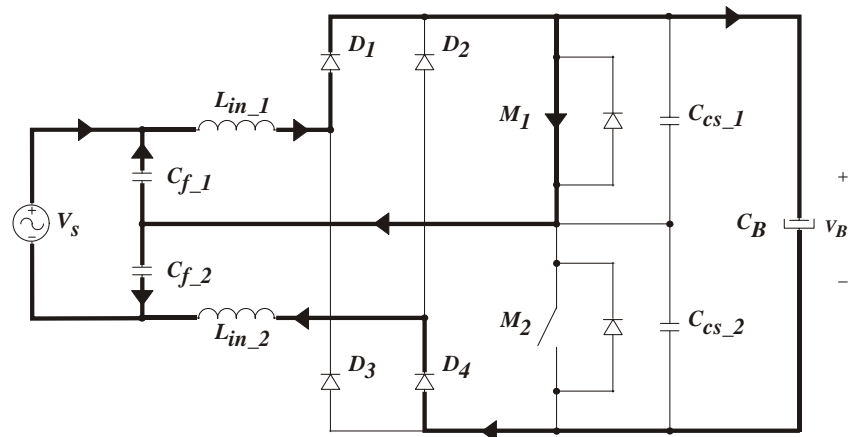 D1
D2
Lin_1
M1
Ccs_1
Cf_1
+
Vs
−
CB
+
VB
−
Cf_2
Lin_2
M2
Ccs_2
D3
D4